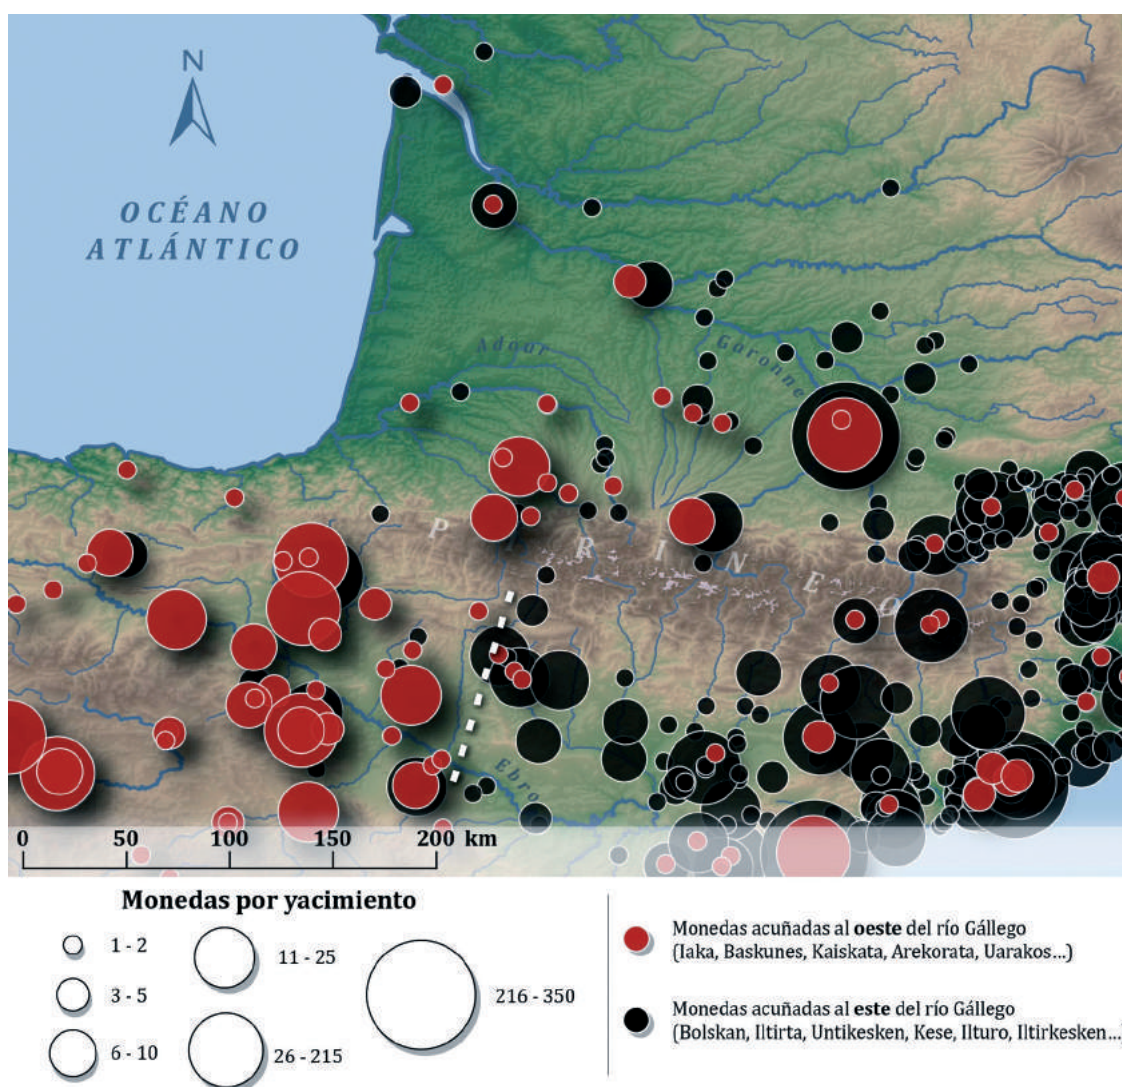 N
OCÉANO
ATLÁNTICO
Adour
Garonne
P I R I N E O
Ebro
0 50 100 150 200 km
Monedas por yacimiento
1 - 2
3 - 5
6 - 10
11 - 25
26 - 215
216 - 350
Monedas acuñadas al oeste del río Gállego
(Iaka, Baskunes, Kaiskata, Arekorata, Uarakos...)
Monedas acuñadas al este del río Gállego
(Bolskan, Iltirta, Untikesken, Kese, Ilturo, Iltirkesken...)